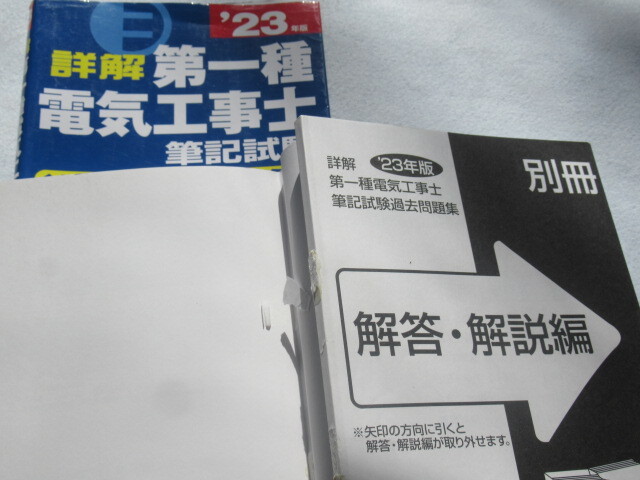 '23年版
詳解 第一種
電気工事士
筆記試験
詳解 '23年版
第一種電気工事士
筆記試験過去問題集
別冊
解答・解説編
※矢印の方向に引くと
解答・解説編が取り外せます。